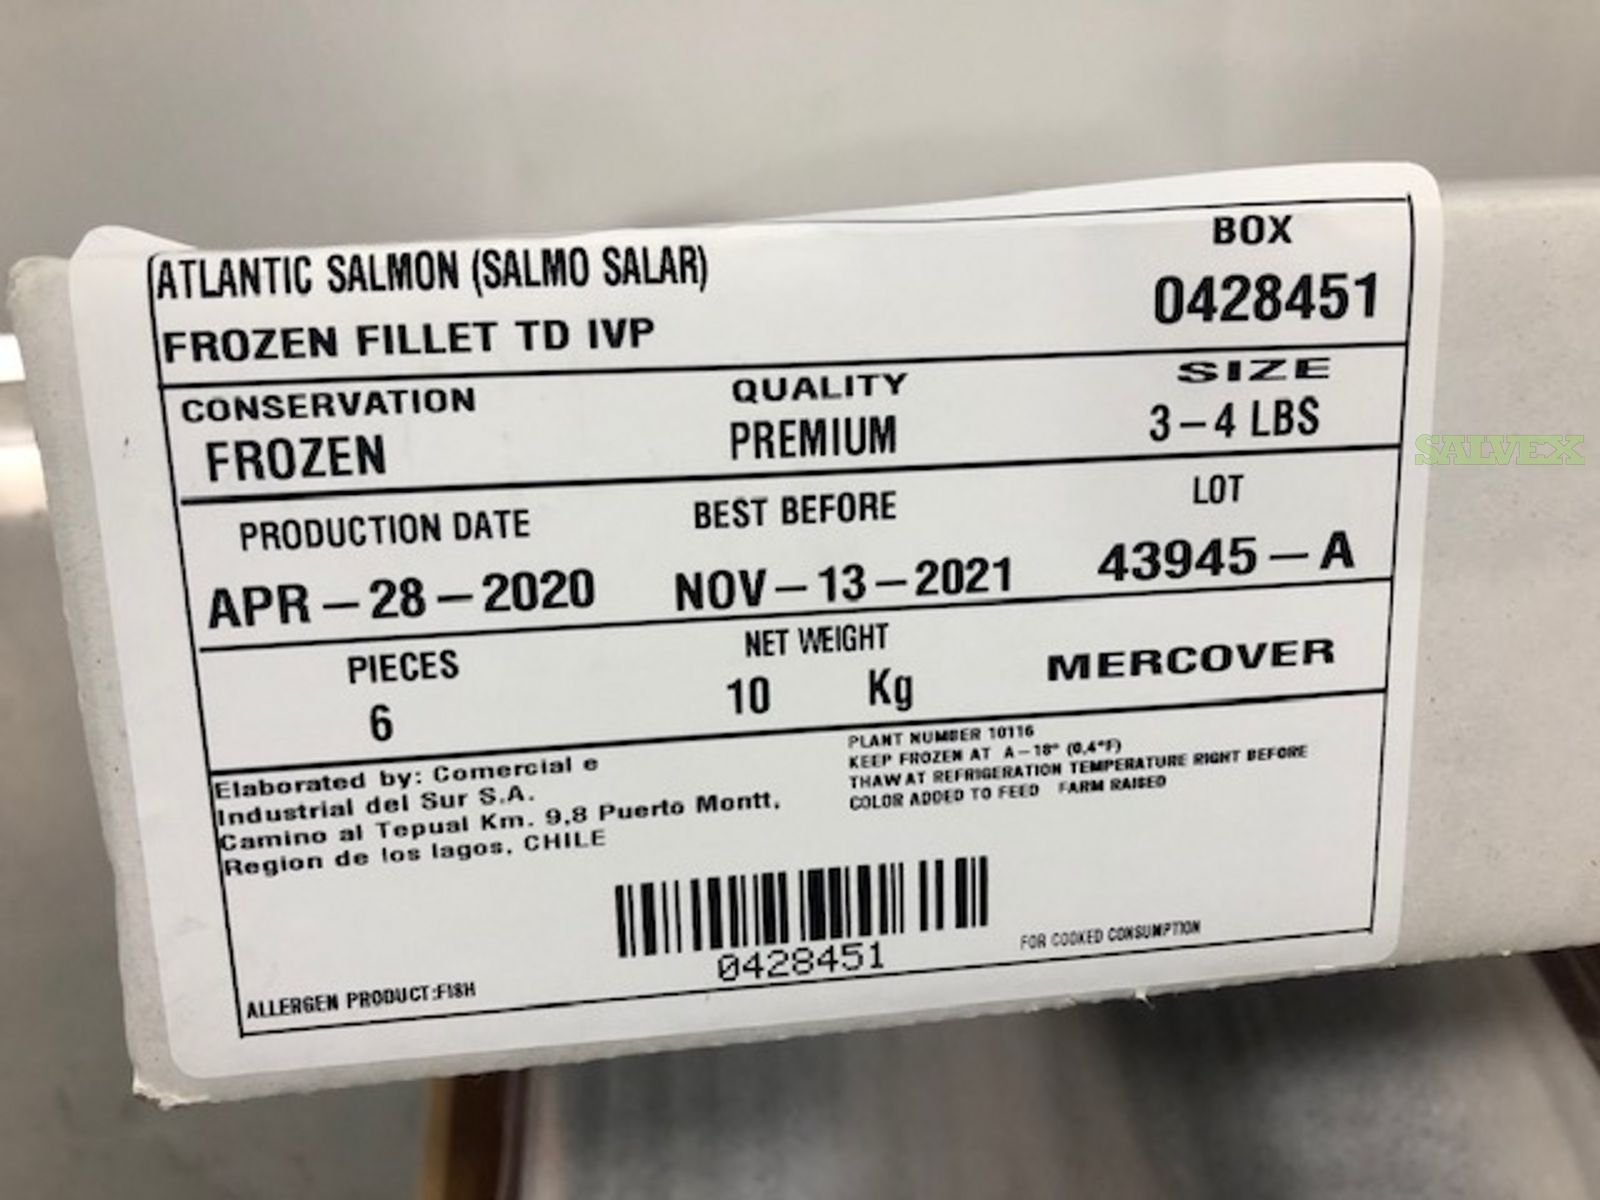 ATLANTIC SALMON (SALMO SALAR)
FROZEN FILLET TD IVP
BOX
0428451
CONSERVATION
FROZEN
QUALITY
PREMIUM
SIZE
3-4 LBS
PRODUCTION DATE
APR-28-2020
BEST BEFORE
NOV-13-2021
LOT
43945-A
PIECES
6
NET WEIGHT
10 Kg
MERCOVER
Elaborated by: Comercial e
Industrial del Sur S.A.
Camino al Tepual Km. 9,8 Puerto Montt,
Region de los lagos, CHILE
PLANT NUMBER 10116
KEEP FROZEN AT A-18° (0,4°F)
THAW AT REFRIGERATION TEMPERATURE RIGHT BEFORE
COLOR ADDED TO FEED FARM RAISED
0428451
ALLERGEN PRODUCT:FISH
FOR COOKED CONSUMPTION
SALVEX